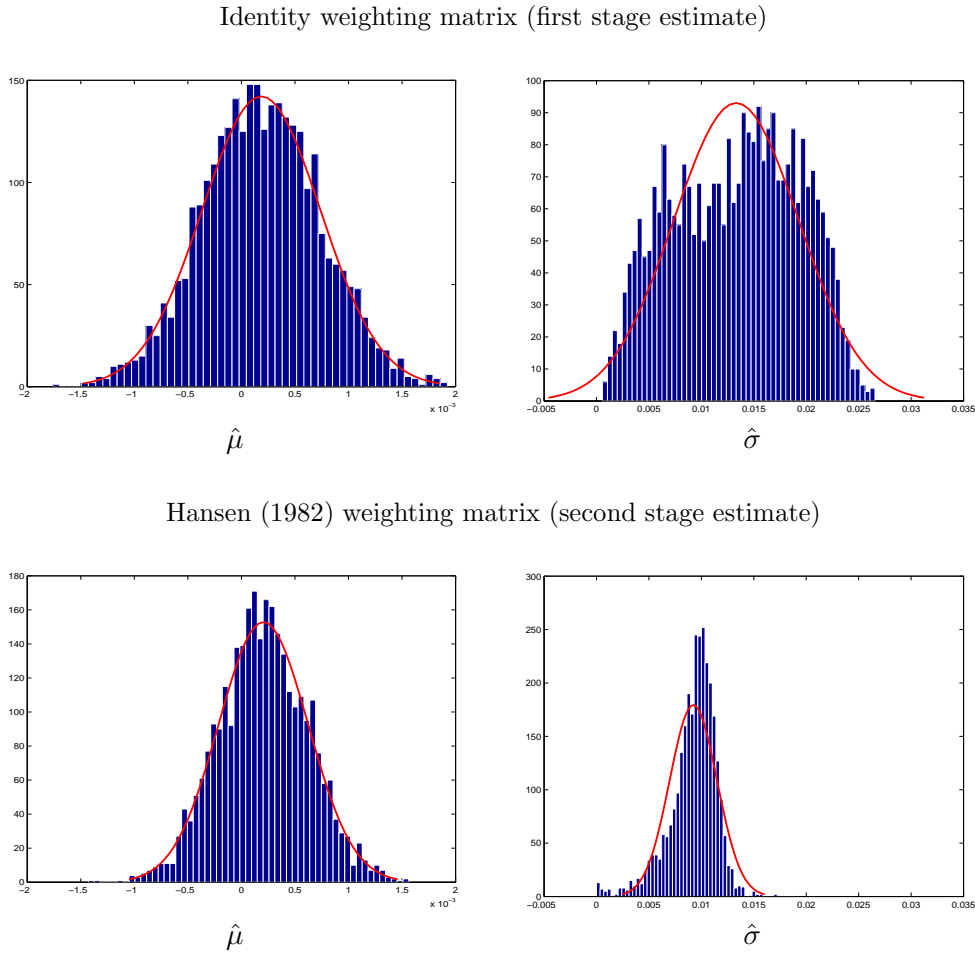 Identity weighting matrix (first stage estimate)
150
100
50
0
−2 −1.5 −1 −0.5 0 0.5 1 1.5 2
x 10⁻³
μ̂
100
90
80
70
60
50
40
30
20
10
0
−0.005 0 0.005 0.01 0.015 0.02 0.025 0.03 0.035
σ̂
Hansen (1982) weighting matrix (second stage estimate)
180
160
140
120
100
80
60
40
20
0
−2 −1.5 −1 −0.5 0 0.5 1 1.5 2
x 10⁻³
μ̂
300
250
200
150
100
50
0
−0.005 0 0.005 0.01 0.015 0.02 0.025 0.03 0.035
σ̂